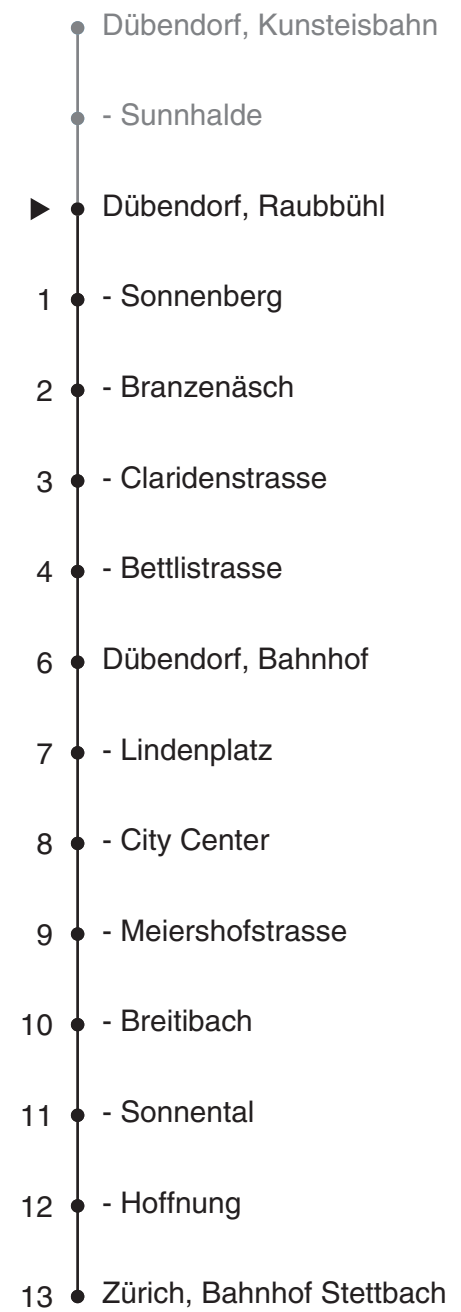 Dübendorf, Kunsteisbahn
- Sunnhalde
Dübendorf, Raubbühl
1 - Sonnenberg
2 - Branzenäsch
3 - Claridenstrasse
4 - Bettlistrasse
6 Dübendorf, Bahnhof
7 - Lindenplatz
8 - City Center
9 - Meiershofstrasse
10 - Breitibach
11 - Sonnental
12 - Hoffnung
13 Zürich, Bahnhof Stettbach